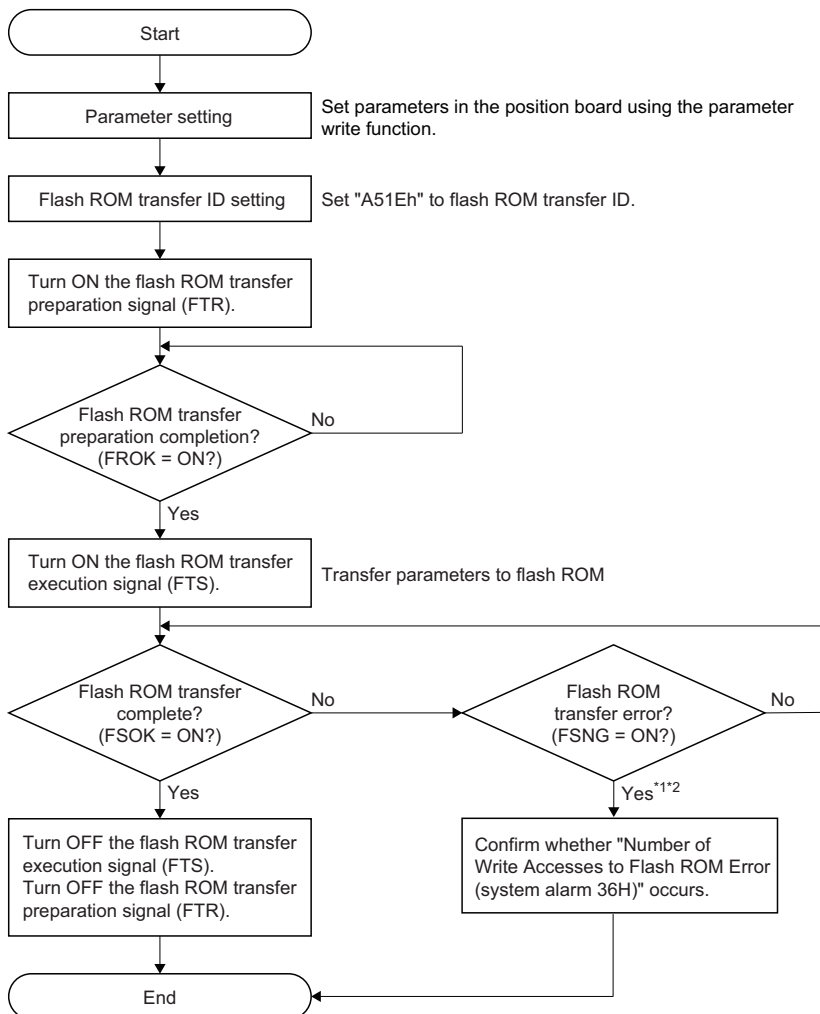 Start
Parameter setting
Set parameters in the position board using the parameter
write function.
Flash ROM transfer ID setting
Set "A51Eh" to flash ROM transfer ID.
Turn ON the flash ROM transfer
preparation signal (FTR).
Flash ROM transfer
preparation completion?
(FROK = ON?)
No
Yes
Turn ON the flash ROM transfer
execution signal (FTS).
Transfer parameters to flash ROM
Flash ROM transfer
complete?
(FSOK = ON?)
No
Flash ROM
transfer error?
(FSNG = ON?)
No
Yes
Yes*1*2
Turn OFF the flash ROM transfer
execution signal (FTS).
Turn OFF the flash ROM transfer
preparation signal (FTR).
Confirm whether "Number of
Write Accesses to Flash ROM Error
(system alarm 36H)" occurs.
End